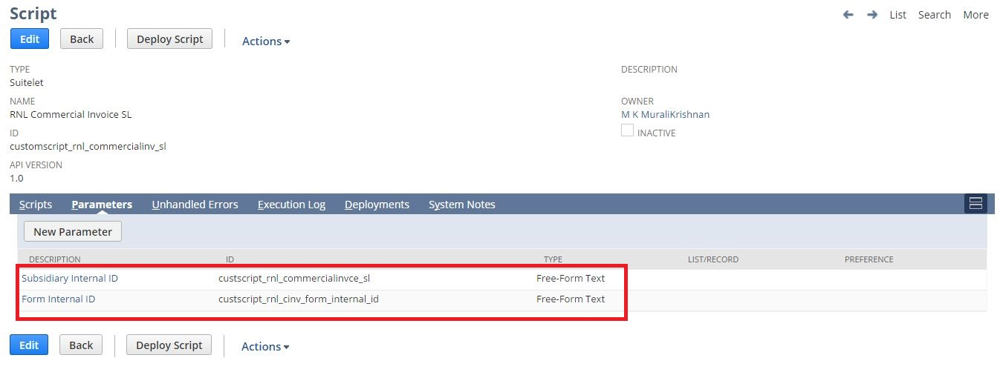 Script
List Search More
Edit Back Deploy Script Actions
TYPE
Suitelet
DESCRIPTION
NAME
RNL Commercial Invoice SL
OWNER
M K MuraliKrishnan
ID
customscript_rnl_commercialinv_sl
INACTIVE
API VERSION
1.0
Scripts Parameters Unhandled Errors Execution Log Deployments System Notes
New Parameter
DESCRIPTION ID TYPE LIST/RECORD PREFERENCE
Subsidiary Internal ID custscript_rnl_commercialinvce_sl Free-Form Text
Form Internal ID custscript_rnl_cinv_form_internal_id Free-Form Text
Edit Back Deploy Script Actions